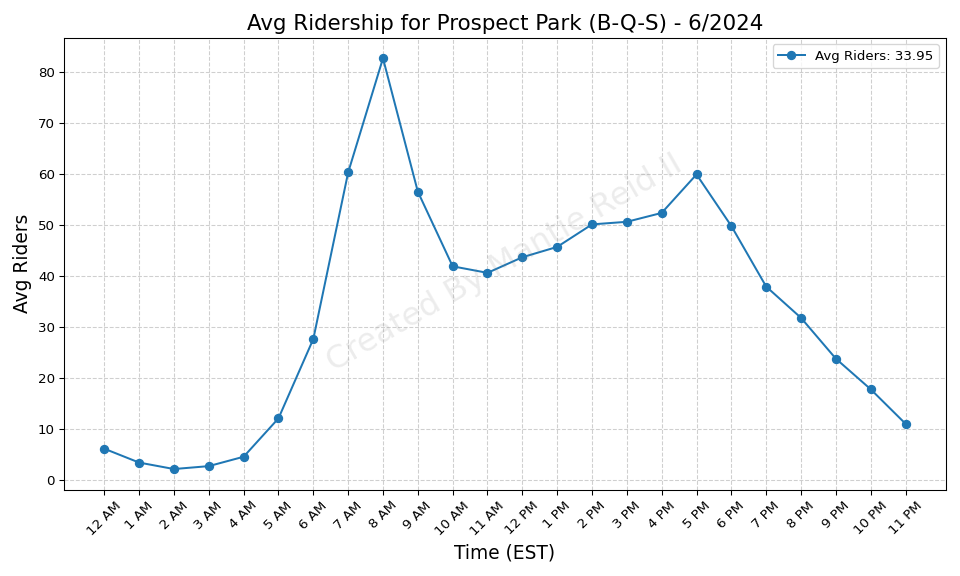 Avg Ridership for Prospect Park (B-Q-S) - 6/2024
Avg Riders: 33.95
Avg Riders
80
70
60
50
40
30
20
10
0
Created By Mantie Reid II
12 AM
1 AM
2 AM
3 AM
4 AM
5 AM
6 AM
7 AM
8 AM
9 AM
10 AM
11 AM
12 PM
1 PM
2 PM
3 PM
4 PM
5 PM
6 PM
7 PM
8 PM
9 PM
10 PM
11 PM
Time (EST)